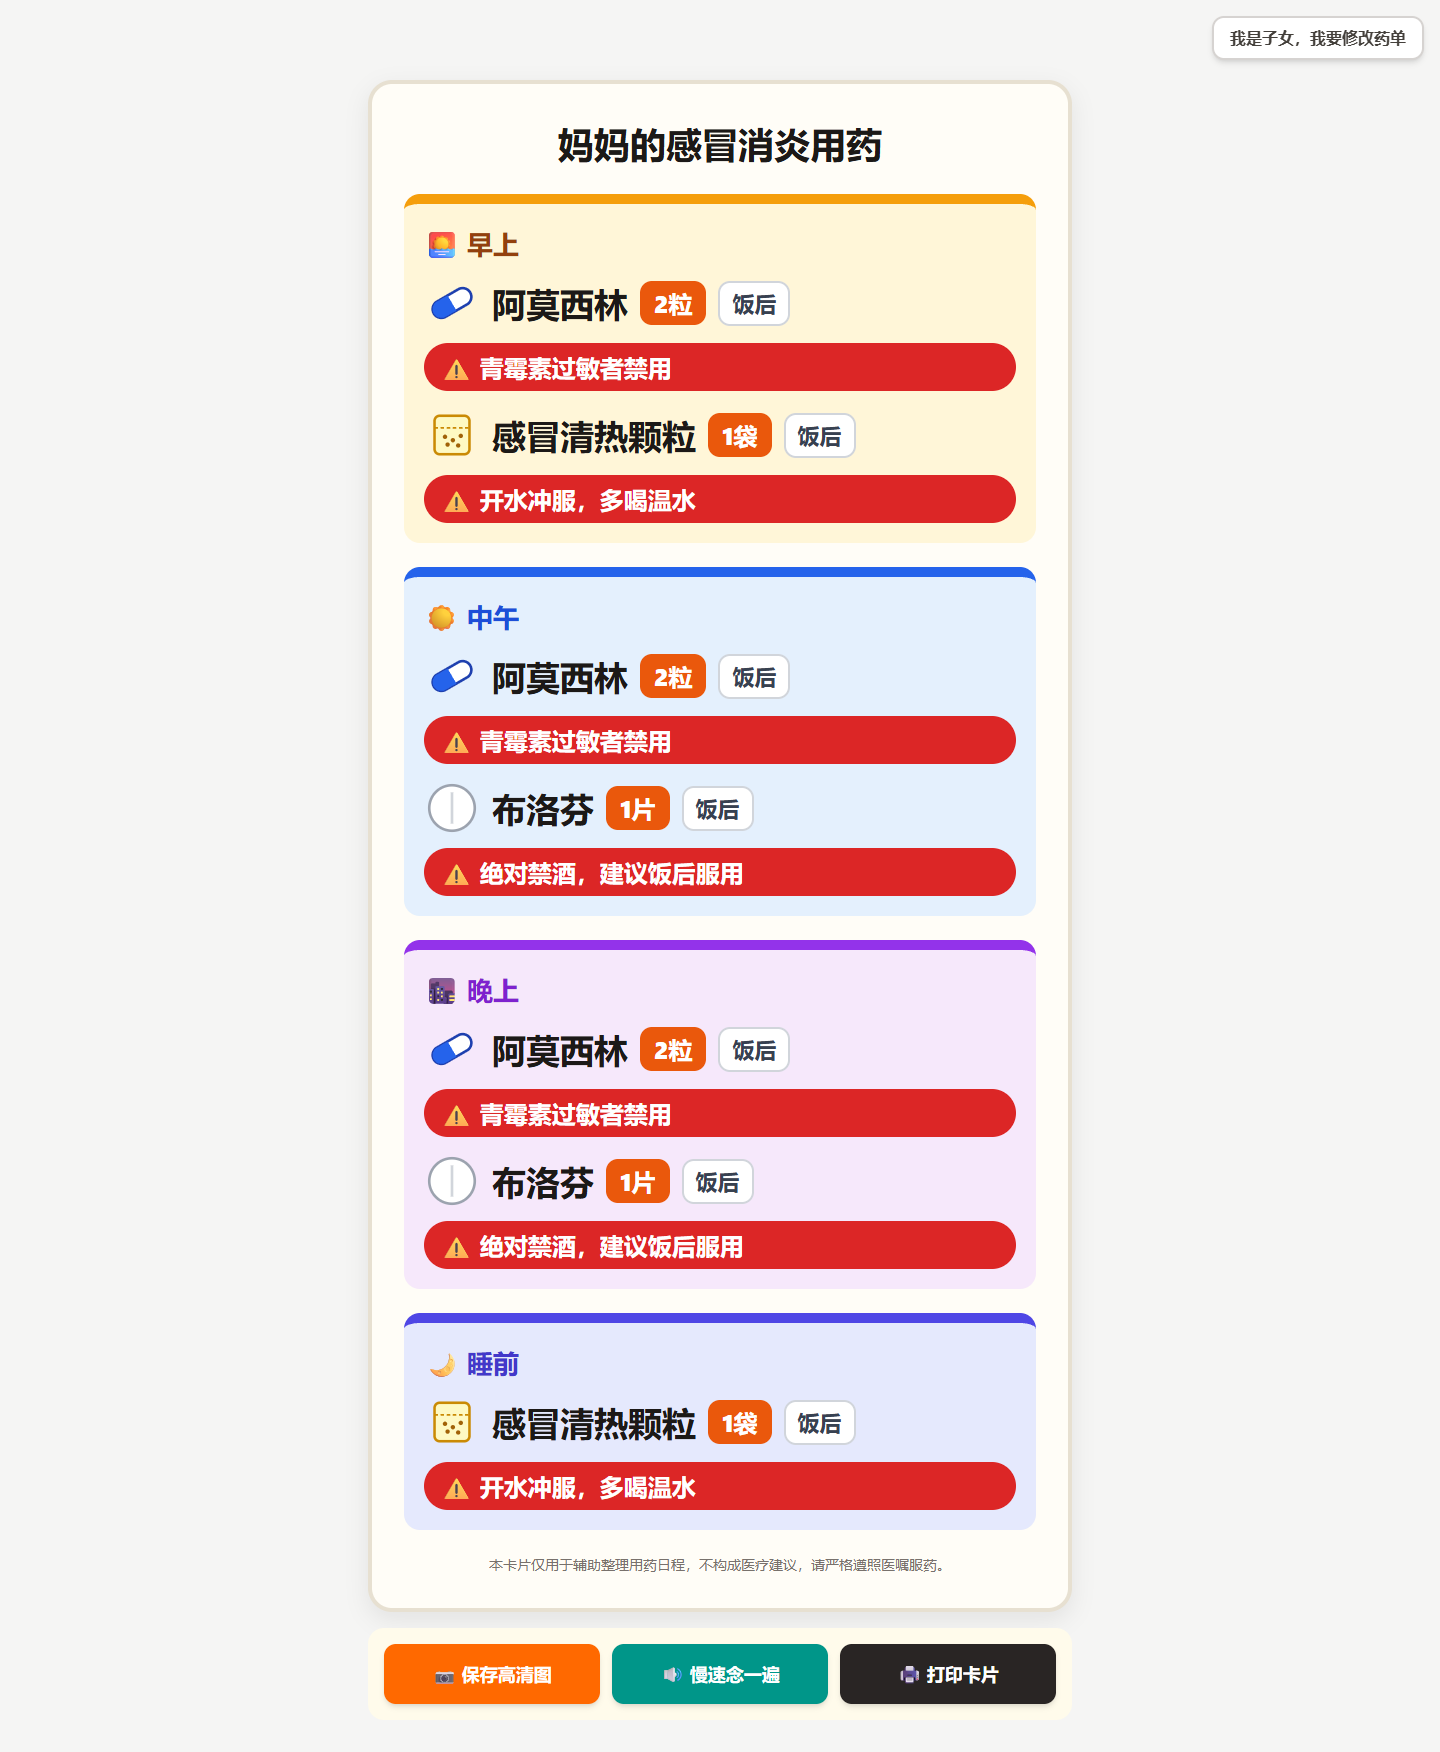 我是子女，我要修改药单
妈妈的感冒消炎用药
早上
阿莫西林 2粒 饭后
青霉素过敏者禁用
感冒清热颗粒 1袋 饭后
开水冲服，多喝温水
中午
阿莫西林 2粒 饭后
青霉素过敏者禁用
布洛芬 1片 饭后
绝对禁酒，建议饭后服用
晚上
阿莫西林 2粒 饭后
青霉素过敏者禁用
布洛芬 1片 饭后
绝对禁酒，建议饭后服用
睡前
感冒清热颗粒 1袋 饭后
开水冲服，多喝温水
本卡片仅用于辅助整理用药日程，不构成医疗建议，请严格遵照医嘱服药。
保存高清图 慢速念一遍 打印卡片